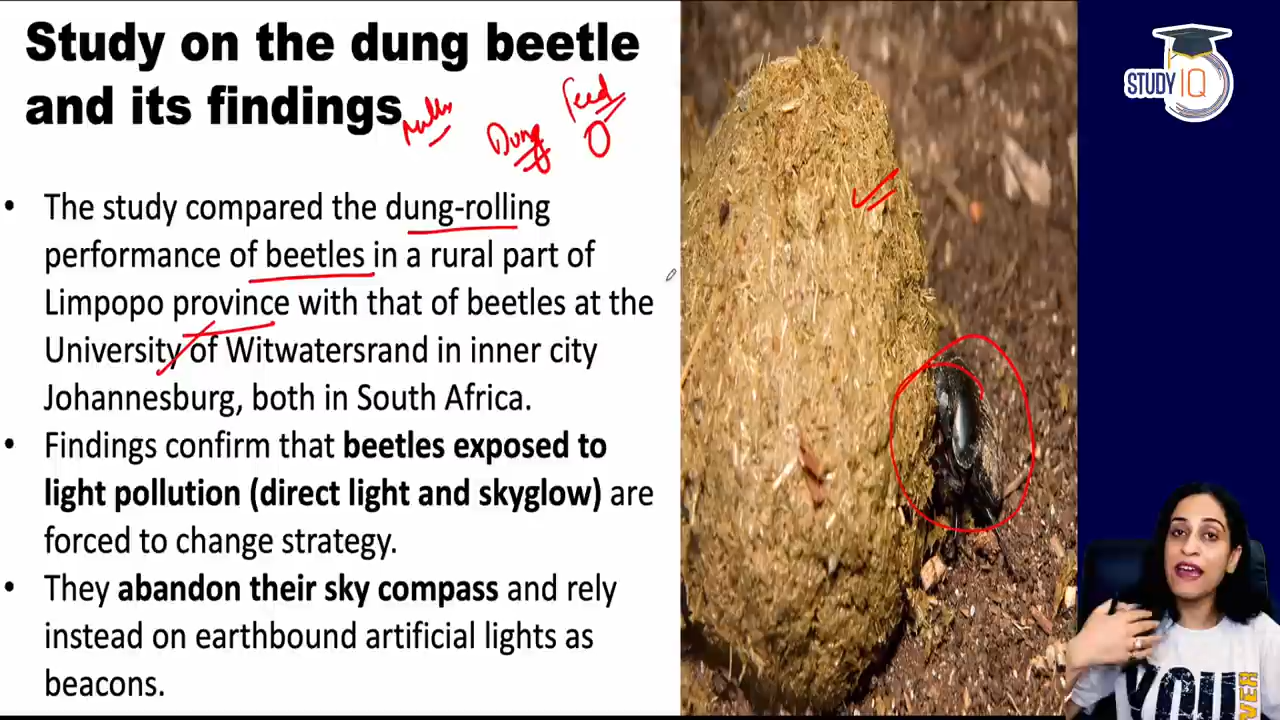 Study on the dung beetle
and its findings
Feed
Dung
The study compared the dung-rolling
performance of beetles in a rural part of
Limpopo province with that of beetles at the
University of Witwatersrand in inner city
Johannesburg, both in South Africa.
Findings confirm that beetles exposed to
light pollution (direct light and skyglow) are
forced to change strategy.
They abandon their sky compass and rely
instead on earthbound artificial lights as
beacons.
STUDY IQ
YOU